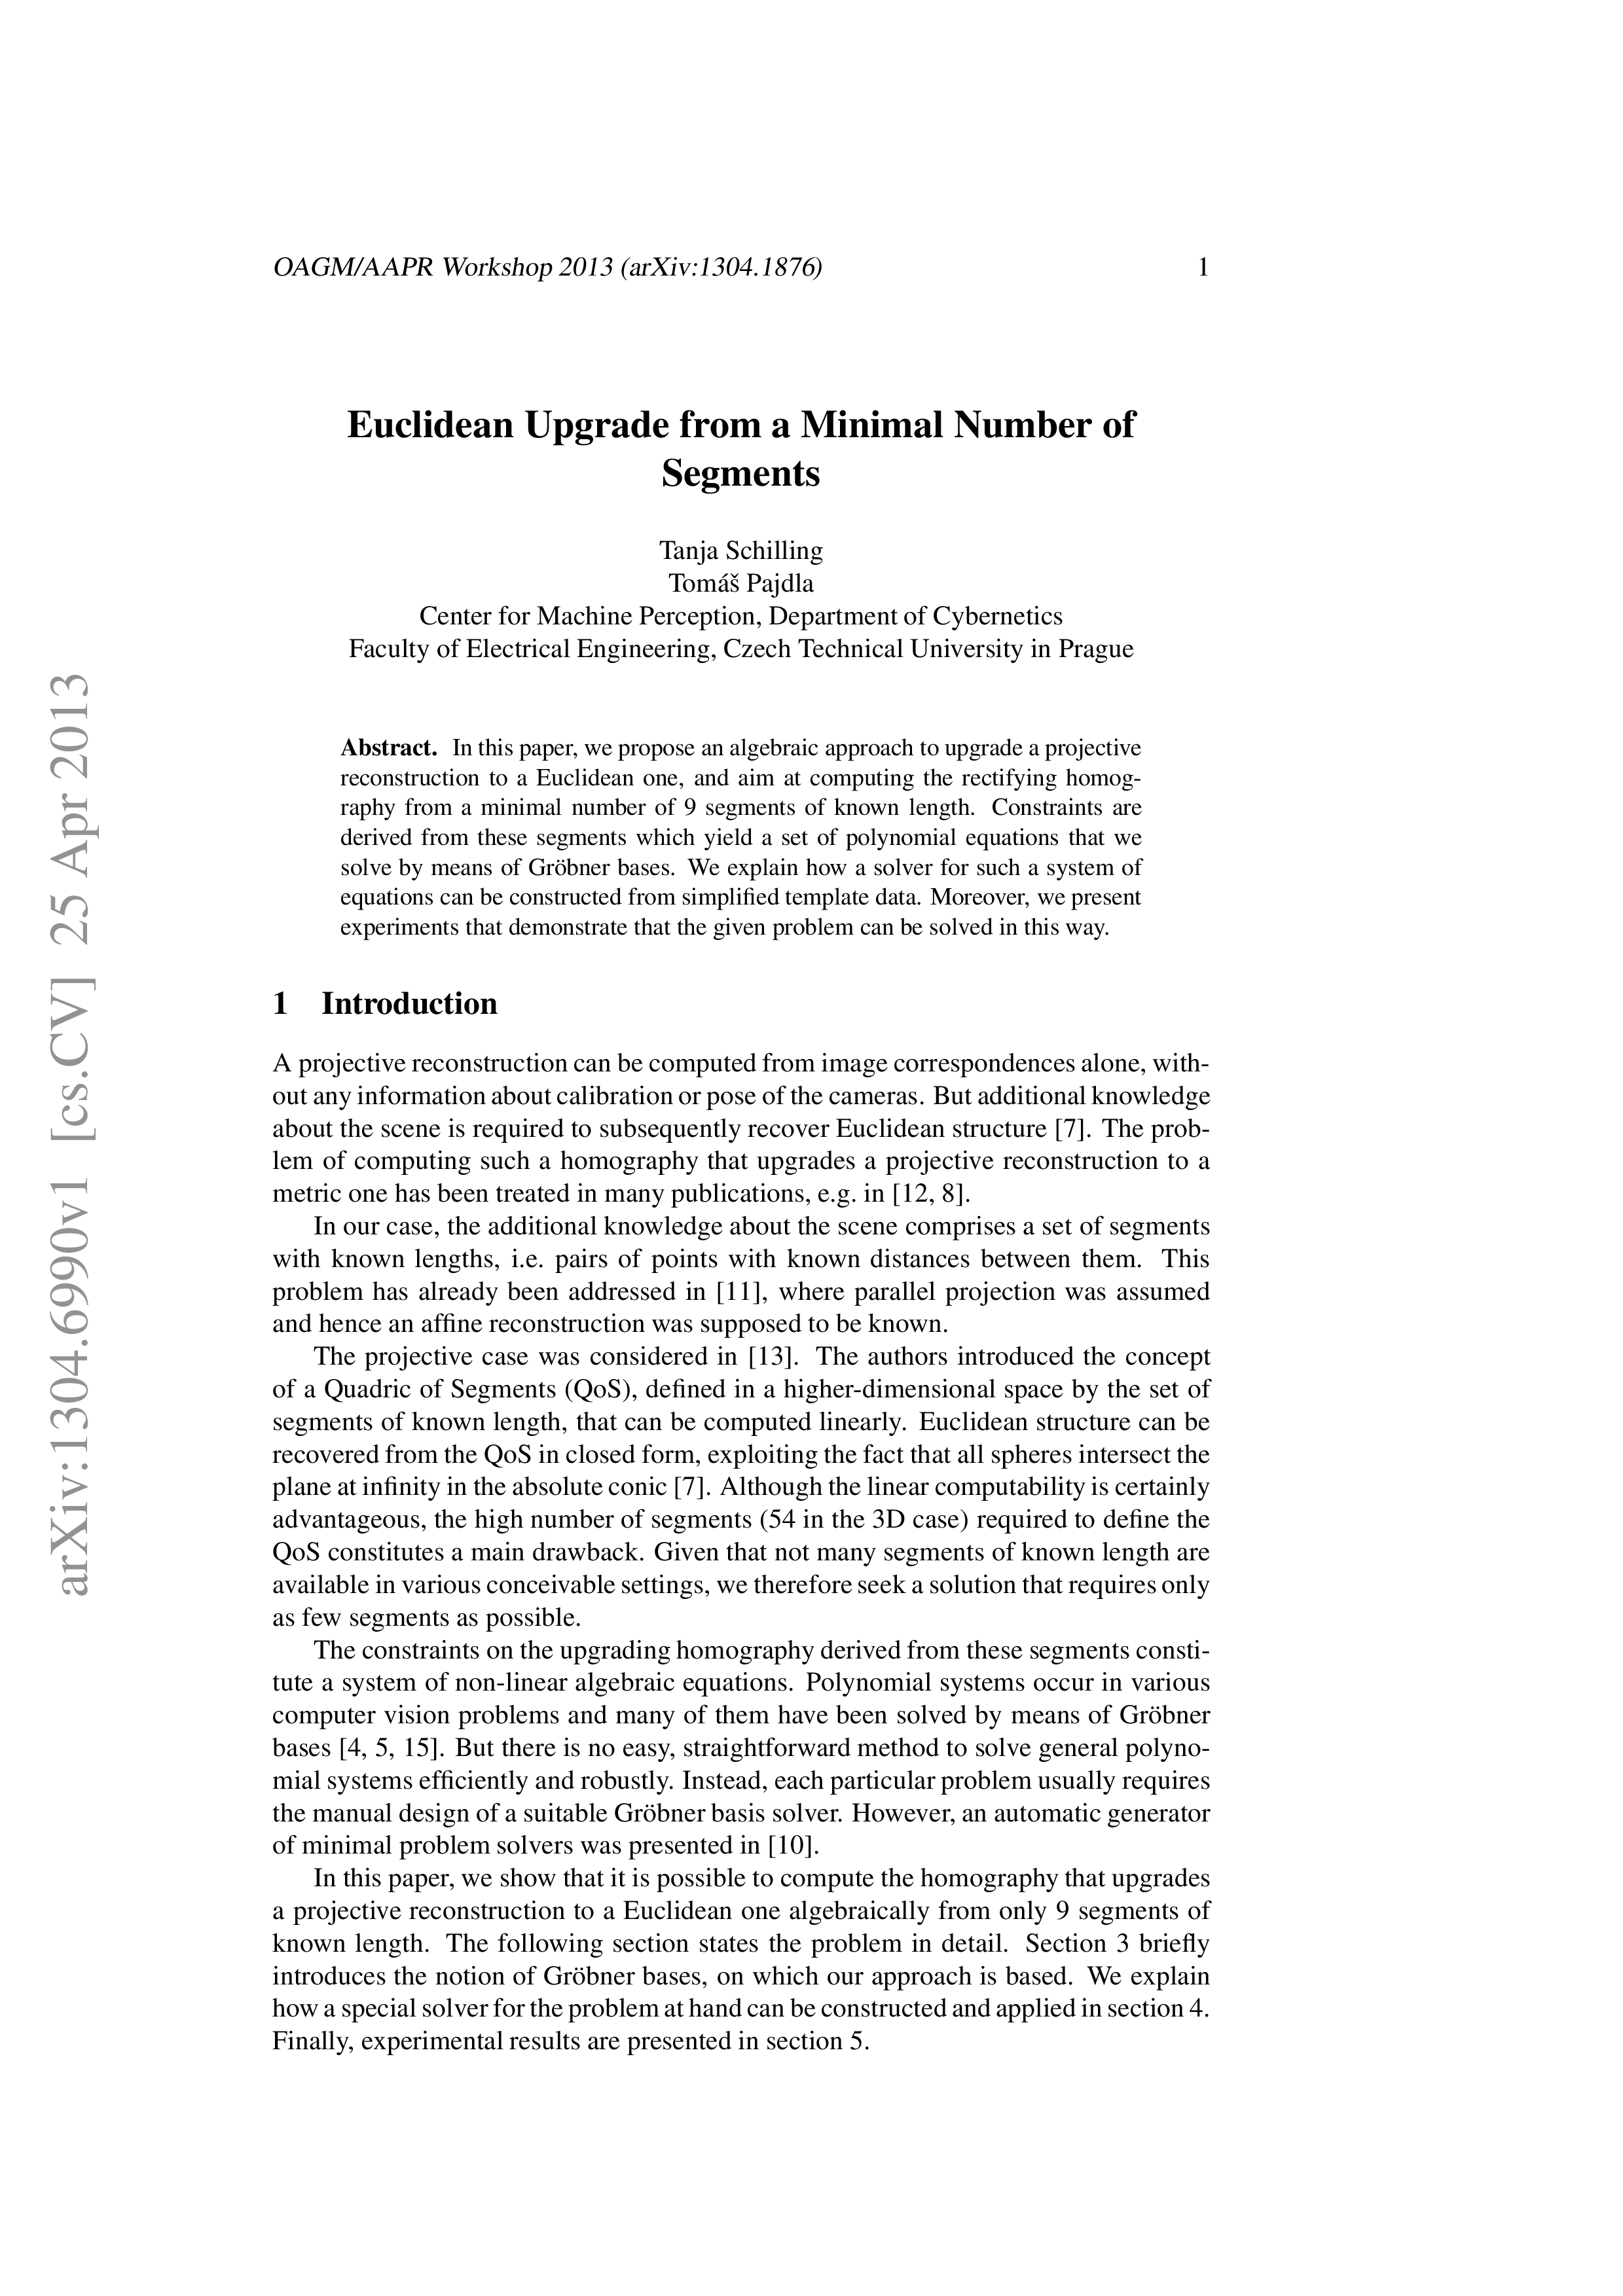 OAGM/AAPR Workshop 2013 (arXiv:1304.1876) 1
Euclidean Upgrade from a Minimal Number of
Segments
Tanja Schilling
Tomáš Pajdla
Center for Machine Perception, Department of Cybernetics
Faculty of Electrical Engineering, Czech Technical University in Prague
Abstract. In this paper, we propose an algebraic approach to upgrade a projective
reconstruction to a Euclidean one, and aim at computing the rectifying homog-
raphy from a minimal number of 9 segments of known length. Constraints are
derived from these segments which yield a set of polynomial equations that we
solve by means of Gröbner bases. We explain how a solver for such a system of
equations can be constructed from simplified template data. Moreover, we present
experiments that demonstrate that the given problem can be solved in this way.
1 Introduction
A projective reconstruction can be computed from image correspondences alone, with-
out any information about calibration or pose of the cameras. But additional knowledge
about the scene is required to subsequently recover Euclidean structure [7]. The prob-
lem of computing such a homography that upgrades a projective reconstruction to a
metric one has been treated in many publications, e.g. in [12, 8].
In our case, the additional knowledge about the scene comprises a set of segments
with known lengths, i.e. pairs of points with known distances between them. This
problem has already been addressed in [11], where parallel projection was assumed
and hence an affine reconstruction was supposed to be known.
The projective case was considered in [13]. The authors introduced the concept
of a Quadric of Segments (QoS), defined in a higher-dimensional space by the set of
segments of known length, that can be computed linearly. Euclidean structure can be
recovered from the QoS in closed form, exploiting the fact that all spheres intersect the
plane at infinity in the absolute conic [7]. Although the linear computability is certainly
advantageous, the high number of segments (54 in the 3D case) required to define the
QoS constitutes a main drawback. Given that not many segments of known length are
available in various conceivable settings, we therefore seek a solution that requires only
as few segments as possible.
The constraints on the upgrading homography derived from these segments consti-
tute a system of non-linear algebraic equations. Polynomial systems occur in various
computer vision problems and many of them have been solved by means of Gröbner
bases [4, 5, 15]. But there is no easy, straightforward method to solve general polyno-
mial systems efficiently and robustly. Instead, each particular problem usually requires
the manual design of a suitable Gröbner basis solver. However, an automatic generator
of minimal problem solvers was presented in [10].
In this paper, we show that it is possible to compute the homography that upgrades
a projective reconstruction to a Euclidean one algebraically from only 9 segments of
known length. The following section states the problem in detail. Section 3 briefly
introduces the notion of Gröbner bases, on which our approach is based. We explain
how a special solver for the problem at hand can be constructed and applied in section 4.
Finally, experimental results are presented in section 5.
arXiv:1304.6990v1 [cs.CV] 25 Apr 2013